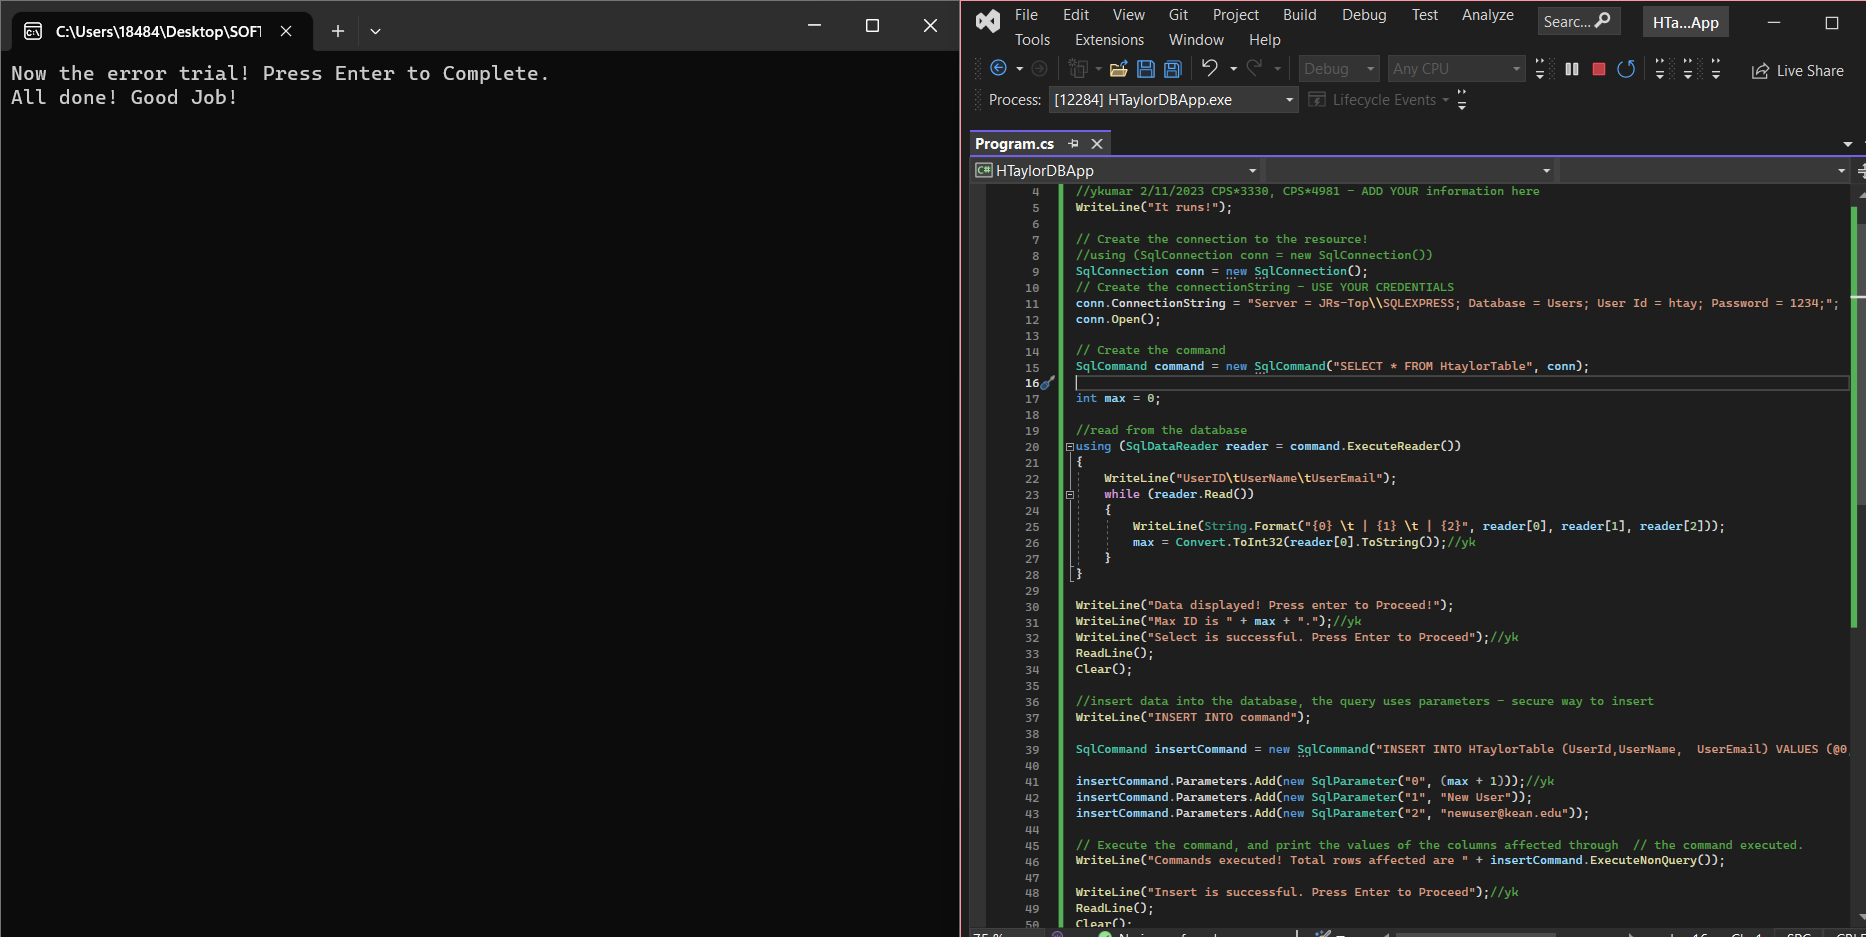 C:\Users\18484\Desktop\SOFT
Now the error trial! Press Enter to Complete.
All done! Good Job!
File Edit View Git Project Build Debug Test Analyze
Tools Extensions Window Help
Searc...
HTa...App
Debug
Any CPU
Live Share
Process: [12284] HTaylorDBApp.exe
Lifecycle Events
Program.cs
C# HTaylorDBApp
4 //ykumar 2/11/2023 CPS*3330, CPS*4981 - ADD YOUR information here
5 WriteLine("It runs!");
6
7 // Create the connection to the resource!
8 //using (SqlConnection conn = new SqlConnection())
9 SqlConnection conn = new SqlConnection();
10 // Create the connectionString - USE YOUR CREDENTIALS
11 conn.ConnectionString = "Server = JRs-Top\\SQLEXPRESS; Database = Users; User Id = htay; Password = 1234;";
12 conn.Open();
13
14 // Create the command
15 SqlCommand command = new SqlCommand("SELECT * FROM HtaylorTable", conn);
16
17 int max = 0;
18
19 //read from the database
20 using (SqlDataReader reader = command.ExecuteReader())
21 {
22 WriteLine("UserID\tUserName\tUserEmail");
23 while (reader.Read())
24 {
25 WriteLine(String.Format("{0} \t | {1} \t | {2}", reader[0], reader[1], reader[2]));
26 max = Convert.ToInt32(reader[0].ToString());//yk
27 }
28 }
29
30 WriteLine("Data displayed! Press enter to Proceed!");
31 WriteLine("Max ID is " + max + ".");//yk
32 WriteLine("Select is successful. Press Enter to Proceed");//yk
33 ReadLine();
34 Clear();
35
36 //insert data into the database, the query uses parameters - secure way to insert
37 WriteLine("INSERT INTO command");
38
39 SqlCommand insertCommand = new SqlCommand("INSERT INTO HTaylorTable (UserId,UserName,  UserEmail) VALUES (@0,
40
41 insertCommand.Parameters.Add(new SqlParameter("0", (max + 1)));//yk
42 insertCommand.Parameters.Add(new SqlParameter("1", "New User"));
43 insertCommand.Parameters.Add(new SqlParameter("2", "newuser@kean.edu"));
44
45 // Execute the command, and print the values of the columns affected through  // the command executed.
46 WriteLine("Commands executed! Total rows affected are " + insertCommand.ExecuteNonQuery());
47
48 WriteLine("Insert is successful. Press Enter to Proceed");//yk
49 ReadLine();
50 Clear();